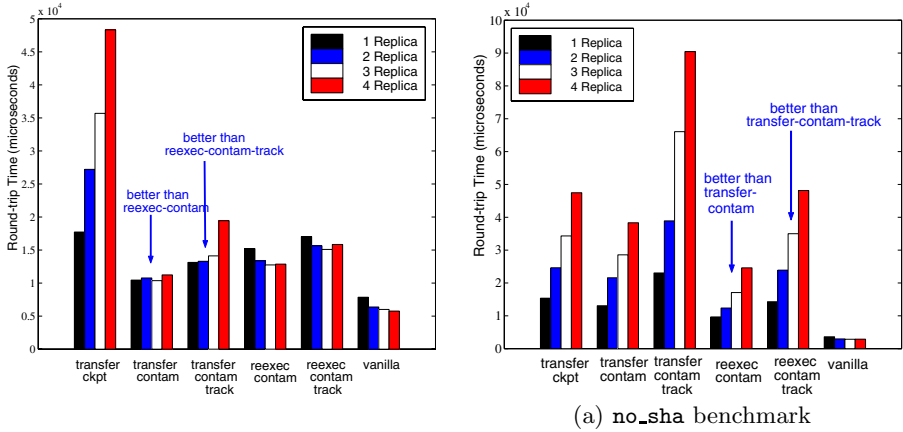 x 10^4
Round-trip Time (microseconds)
5
4.5
4
3.5
3
2.5
2
1.5
1
0.5
0
1 Replica
2 Replica
3 Replica
4 Replica
better than
reexec-contam-track
better than
reexec-contam
transfer
ckpt
transfer
contam
transfer
contam
track
reexec
contam
reexec
contam
track
vanilla
x 10^4
Round-trip Time (microseconds)
10
9
8
7
6
5
4
3
2
1
0
1 Replica
2 Replica
3 Replica
4 Replica
better than
transfer-contam-track
better than
transfer-
contam
transfer
ckpt
transfer
contam
transfer
contam
track
reexec
contam
reexec
contam
track
vanilla
(a) no_sha benchmark